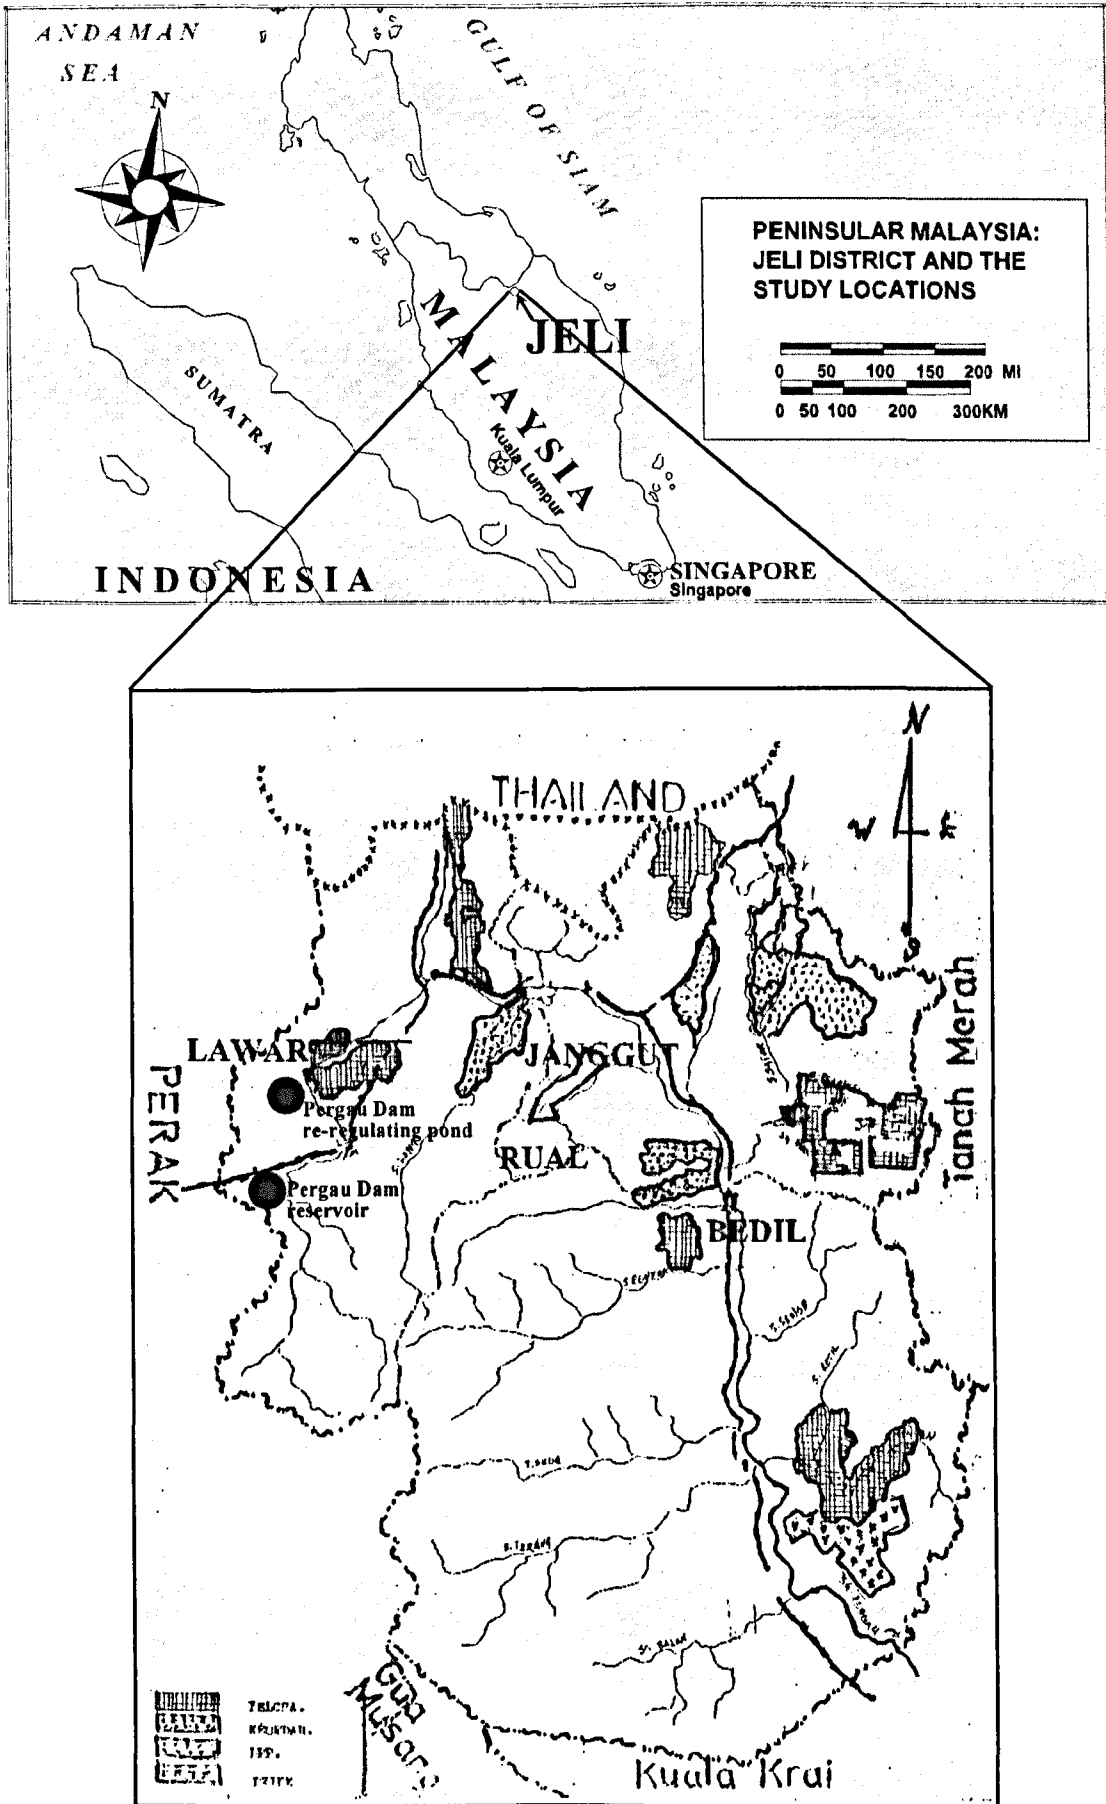 ANDAMAN
SEA
GULF OF SIAM
N
PENINSULAR MALAYSIA:
JELI DISTRICT AND THE
STUDY LOCATIONS
0 50 100 150 200 MI
0 50 100 200 300KM
MALAYSIA
JELI
SUMATRA
Kuala Lumpur
INDONESIA
SINGAPORE
Singapore
N
W E
THAILAND
LAWAR
JANGGUT
Tanah Merah
PERAK
Pergau Dam
re-regulating pond
RUAL
Pergau Dam
reservoir
BEDIL
Gua
Musang
Kuala Krai